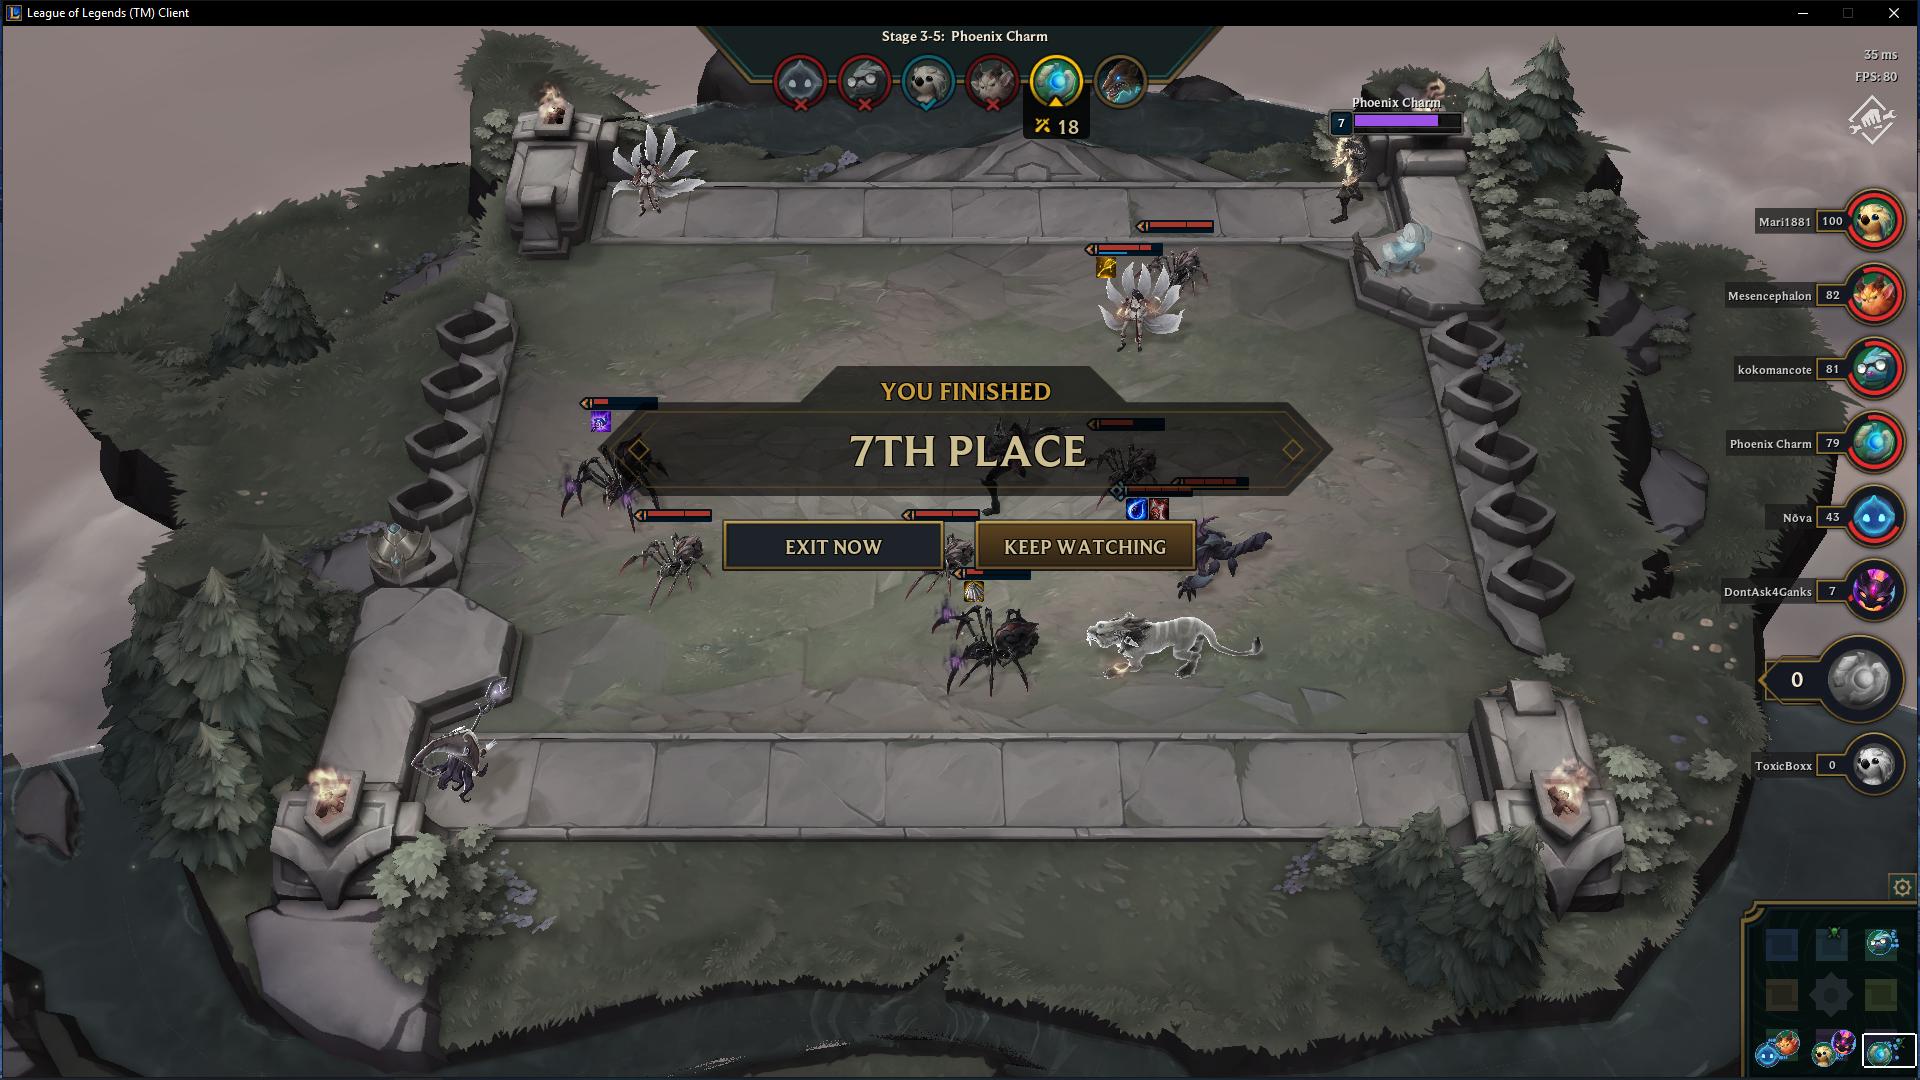 League of Legends (TM) Client
Stage 3-5: Phoenix Charm
18
35 ms
FPS: 80
Phoenix Charm
7
Mari1881 100
Mesencephalon 82
kokomancote 81
Phoenix Charm 79
Nōva 43
DontAsk4Ganks 7
0
ToxicBoxx 0
YOU FINISHED
7TH PLACE
EXIT NOW
KEEP WATCHING